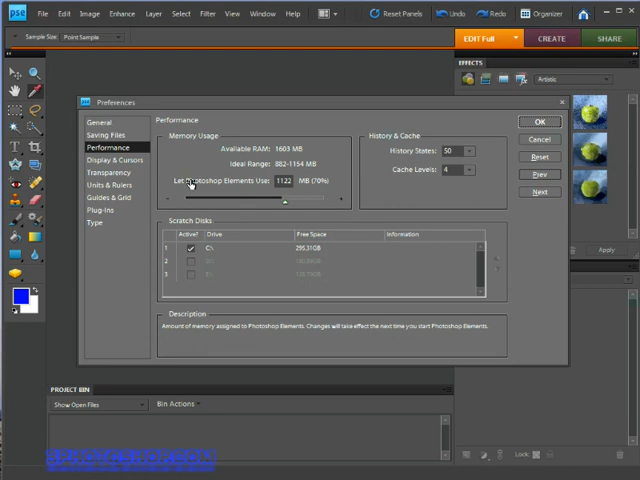 pse File Edit Image Enhance Layer Select Filter View Window Help Reset Panels Undo Redo Organizer
Sample Size: Point Sample EDIT Full CREATE SHARE
EFFECTS
Artistic
Preferences
General
Saving Files
Performance
Display & Cursors
Transparency
Units & Rulers
Guides & Grid
Plug-Ins
Type
Performance
Memory Usage
Available RAM: 1603 MB
Ideal Range: 882-1154 MB
Let Photoshop Elements Use: 1122 MB (70%)
History & Cache
History States: 50
Cache Levels: 4
OK
Cancel
Reset
Prev
Next
Scratch Disks
Active? Drive Free Space Information
1 C:\ 295.31GB
2
3
Description
Amount of memory assigned to Photoshop Elements. Changes will take effect the next time you start Photoshop Elements.
Apply
PROJECT BIN
Show Open Files Bin Actions
Lock: